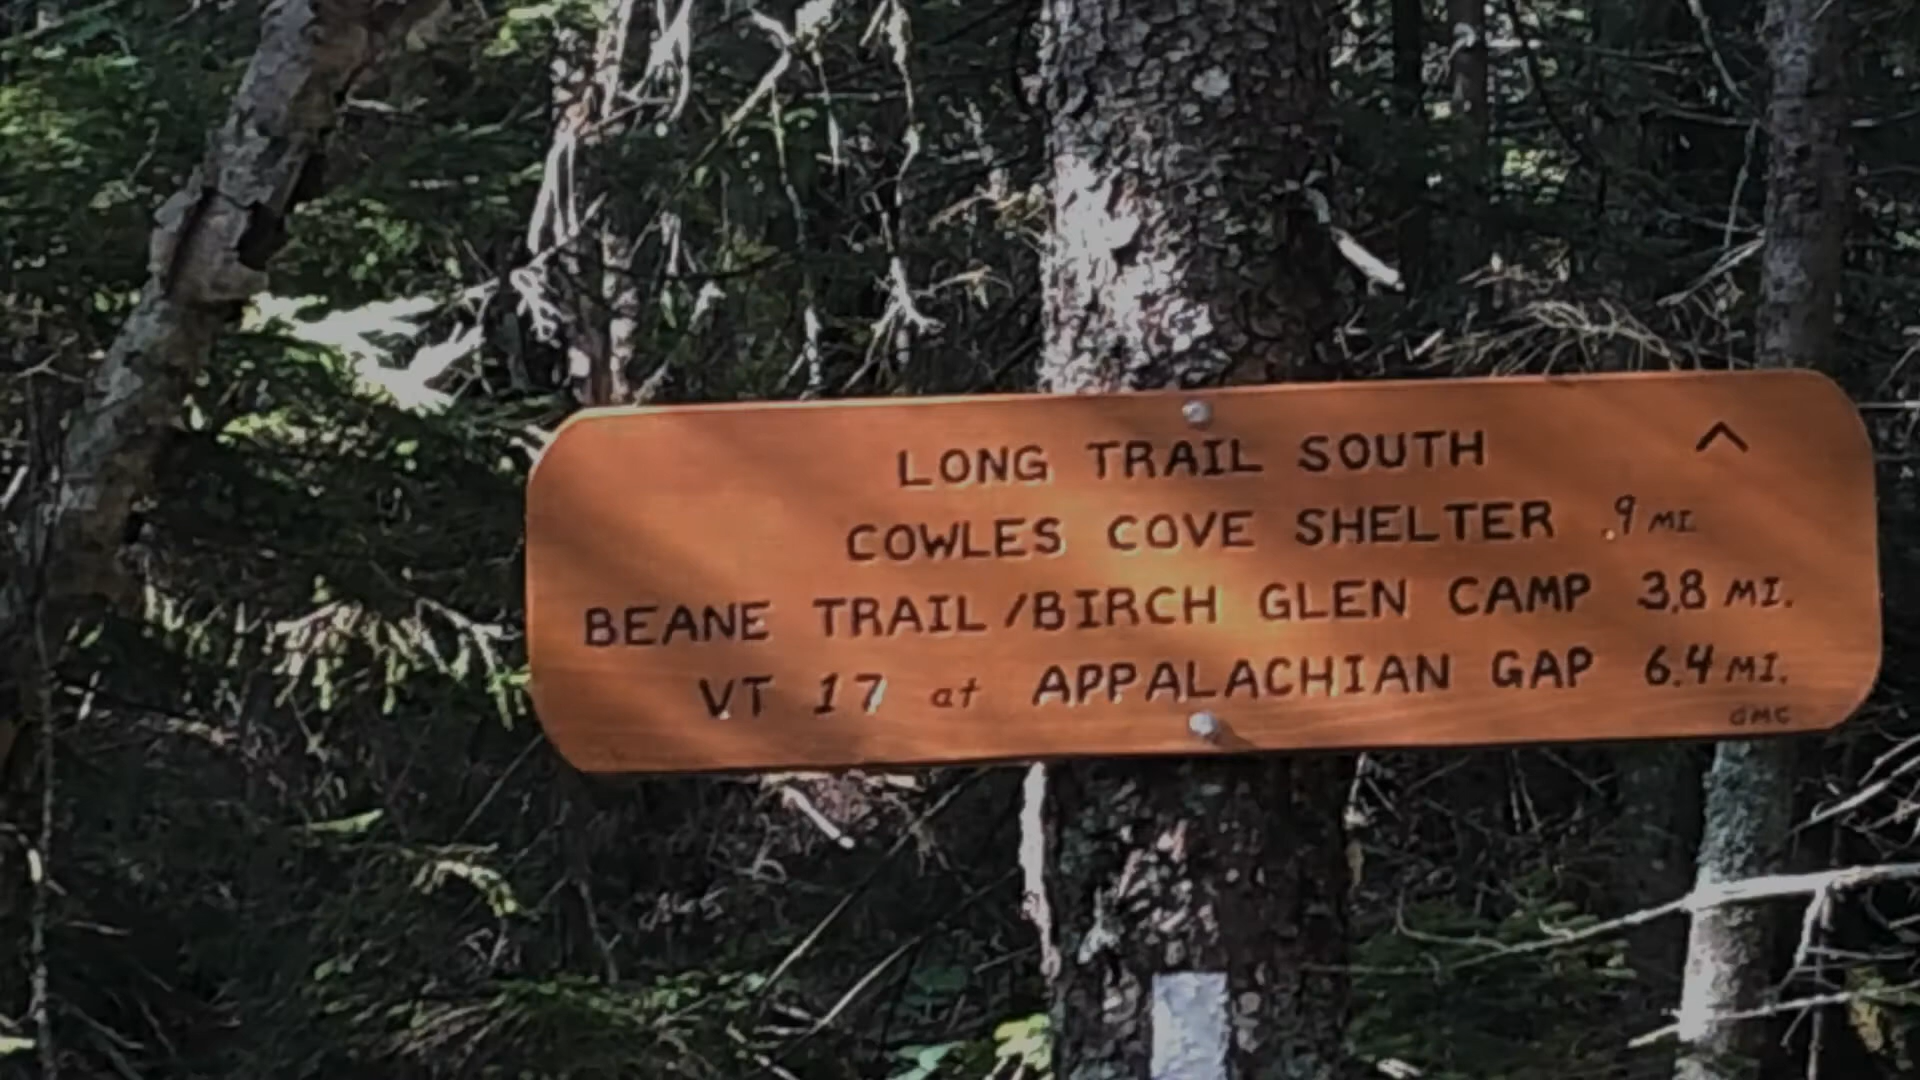 LONG TRAIL SOUTH ^
COWLES COVE SHELTER .9 MI.
BEANE TRAIL/BIRCH GLEN CAMP 3.8 MI.
VT 17 at APPALACHIAN GAP 6.4 MI.
GMC